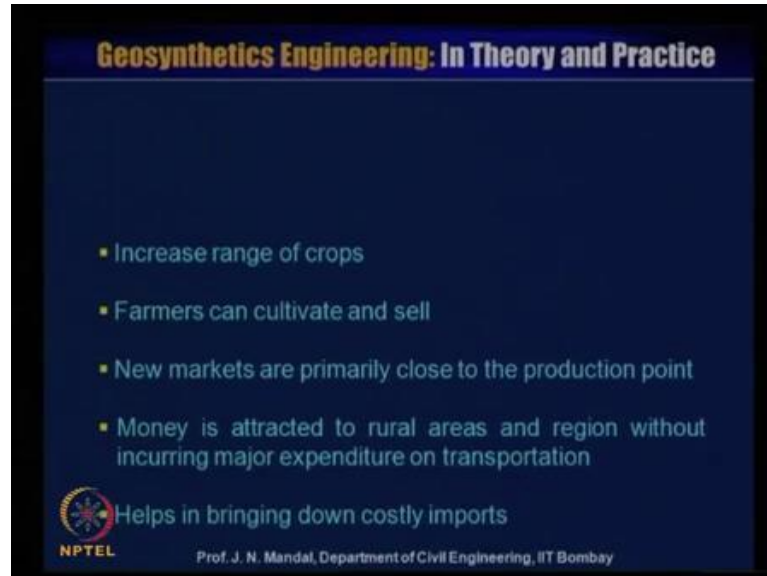 Geosynthetics Engineering: In Theory and Practice
▪ Increase range of crops
▪ Farmers can cultivate and sell
▪ New markets are primarily close to the production point
▪ Money is attracted to rural areas and region without
incurring major expenditure on transportation
▪ Helps in bringing down costly imports
NPTEL
Prof. J. N. Mandal, Department of Civil Engineering, IIT Bombay